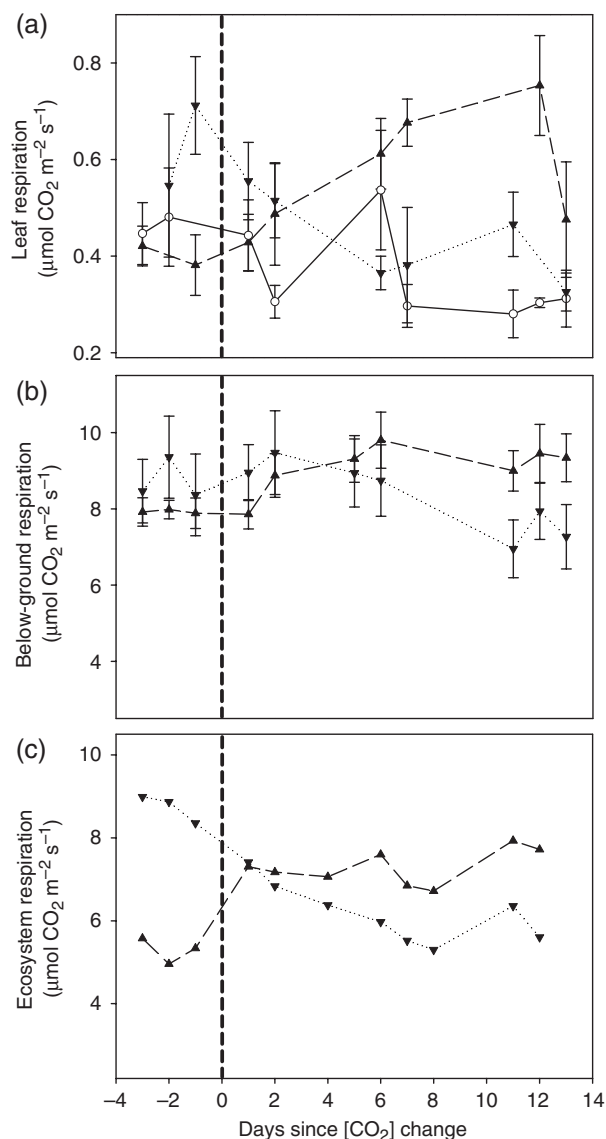 (a)
0.8
0.6
0.4
0.2
Leaf respiration
(μmol CO₂ m⁻² s⁻¹)
(b)
10
8
6
4
Below-ground respiration
(μmol CO₂ m⁻² s⁻¹)
(c)
10
8
6
4
Ecosystem respiration
(μmol CO₂ m⁻² s⁻¹)
−4 −2 0 2 4 6 8 10 12 14
Days since [CO₂] change